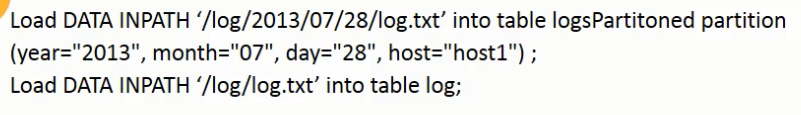 Load DATA INPATH ‘/log/2013/07/28/log.txt’ into table logsPartitoned partition
(year="2013", month="07", day="28", host="host1") ;
Load DATA INPATH ‘/log/log.txt’ into table log;